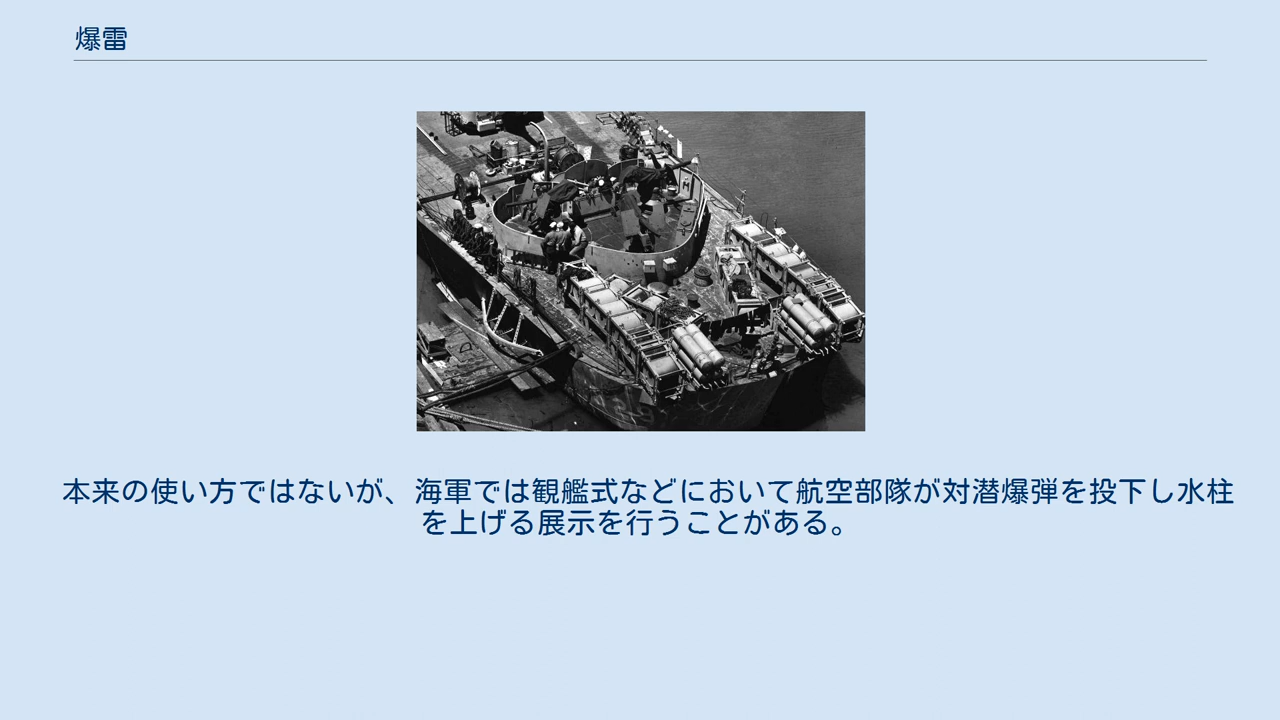 爆雷
本来の使い方ではないが、海軍では観艦式などにおいて航空部隊が対潜爆弾を投下し水柱
を上げる展示を行うことがある。